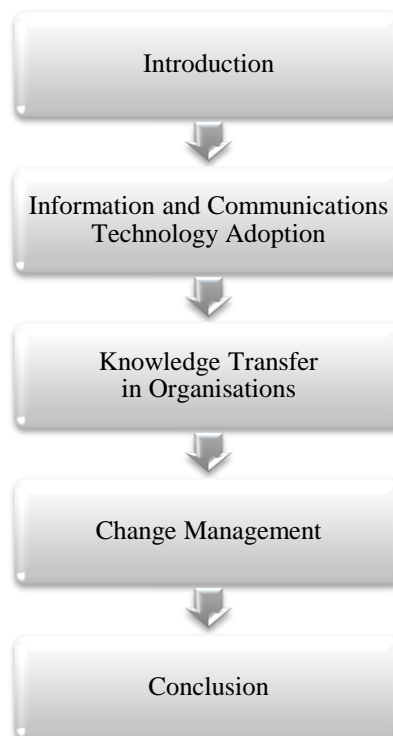 Introduction
Information and Communications
Technology Adoption
Knowledge Transfer
in Organisations
Change Management
Conclusion